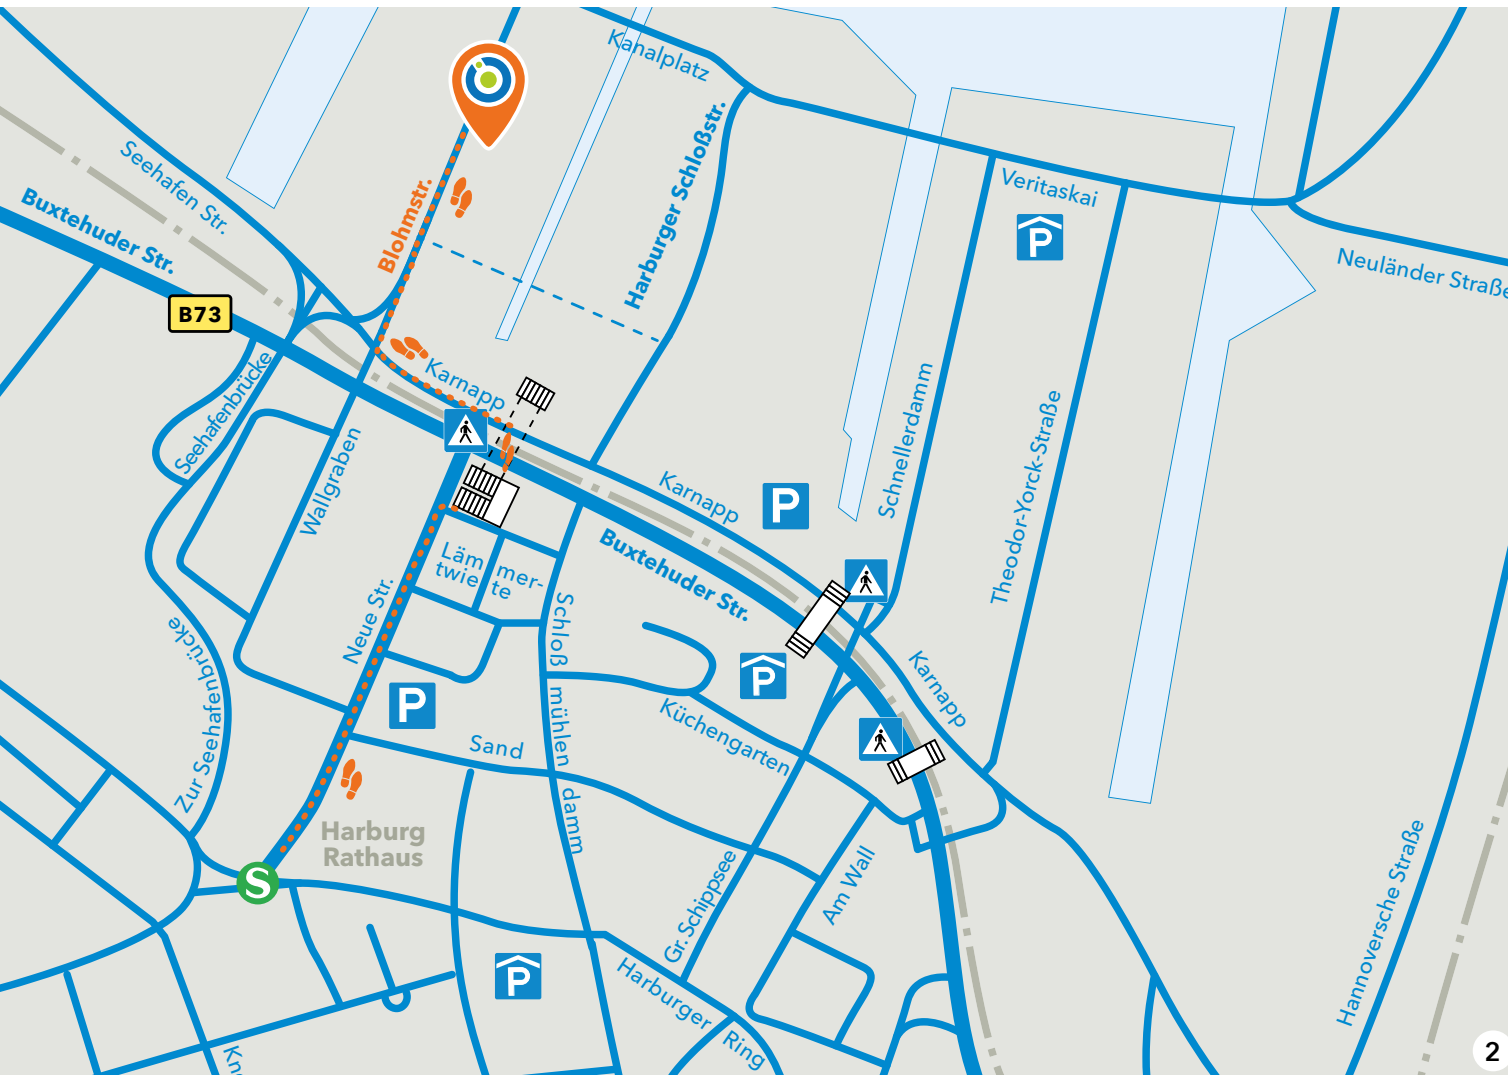 Kanalplatz
Seehafen Str.
Buxtehuder Str.
B73
Blohmstr.
Harburger Schloßstr.
Veritaskai
P
Neuländer Straße
Karnapp
Seehafenbrücke
Wallgraben
Schnellerdamm
Theodor-Yorck-Straße
Karnapp
P
Buxtehuder Str.
Läm mer-
twie te
Neue Str.
Schloß mühlen damm
Zur Seehafenbrücke
P
P
Küchengarten
Karnapp
Sand
Harburg
Rathaus
S
Gr. Schippsee
Am Wall
Hannoversche Straße
P
Harburger Ring
Kn
2